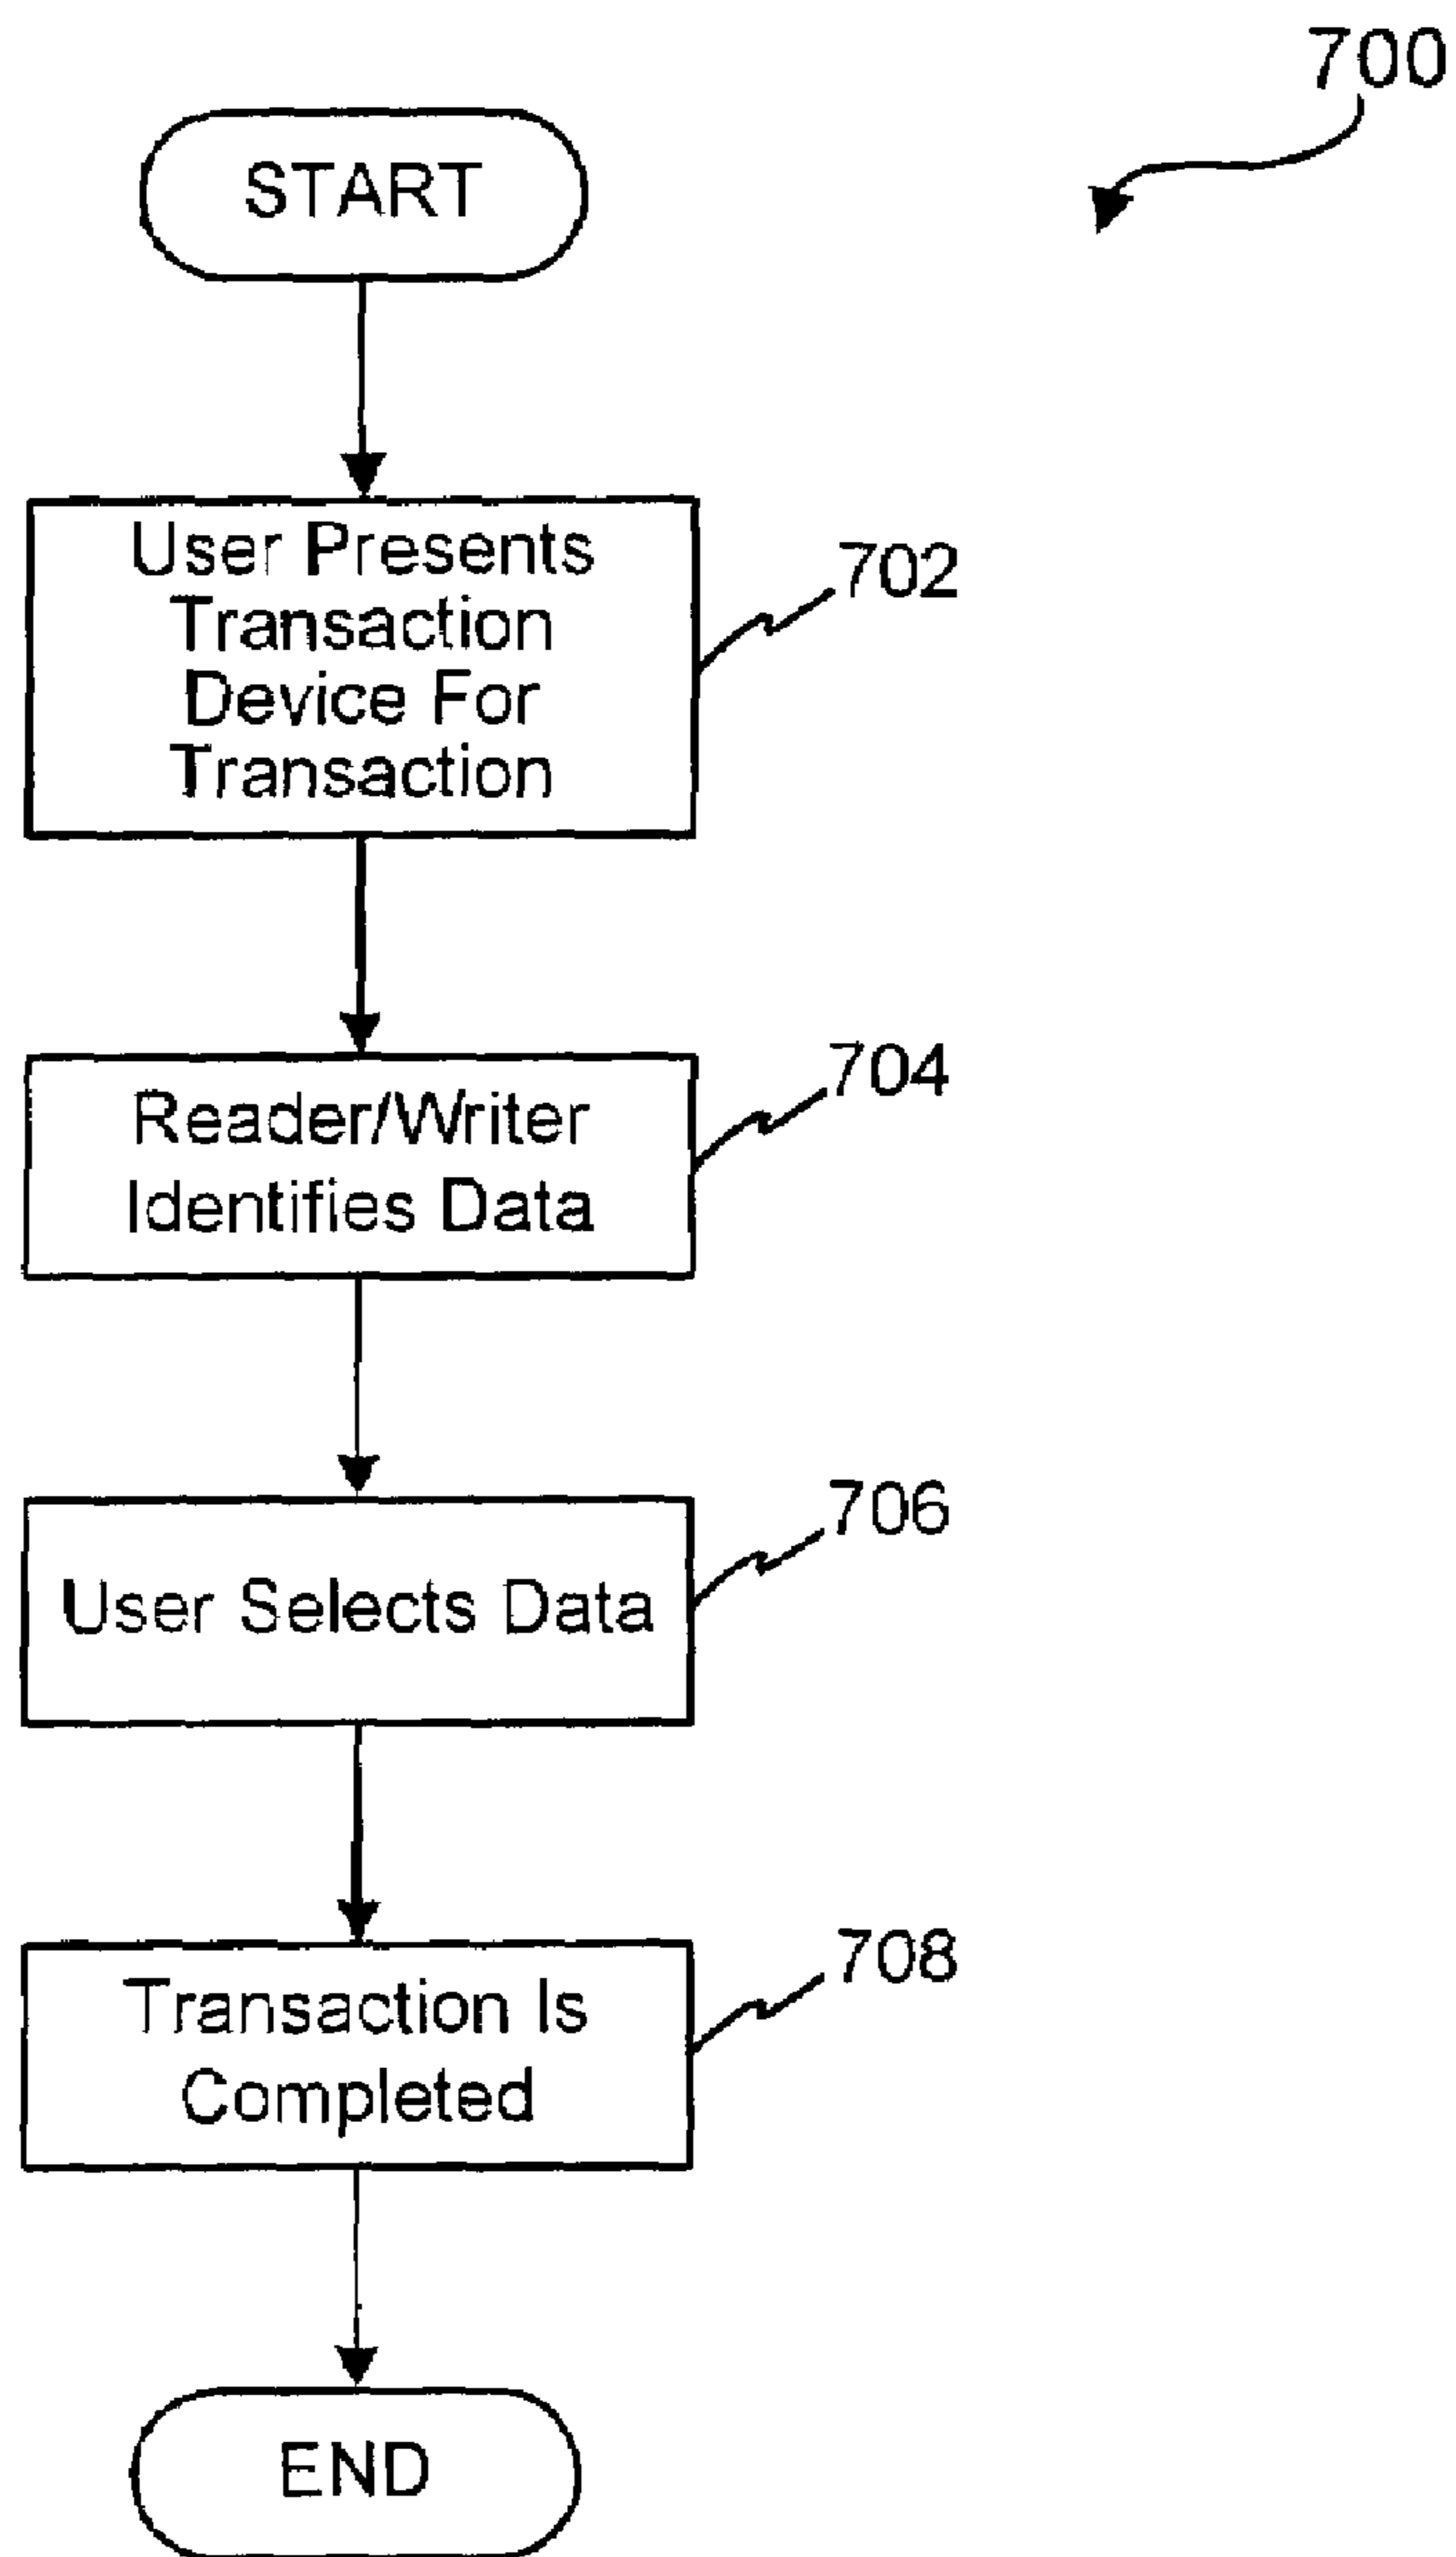 700
START
User Presents
Transaction
Device For
Transaction
702
Reader/Writer
Identifies Data
704
User Selects Data
706
Transaction Is
Completed
708
END